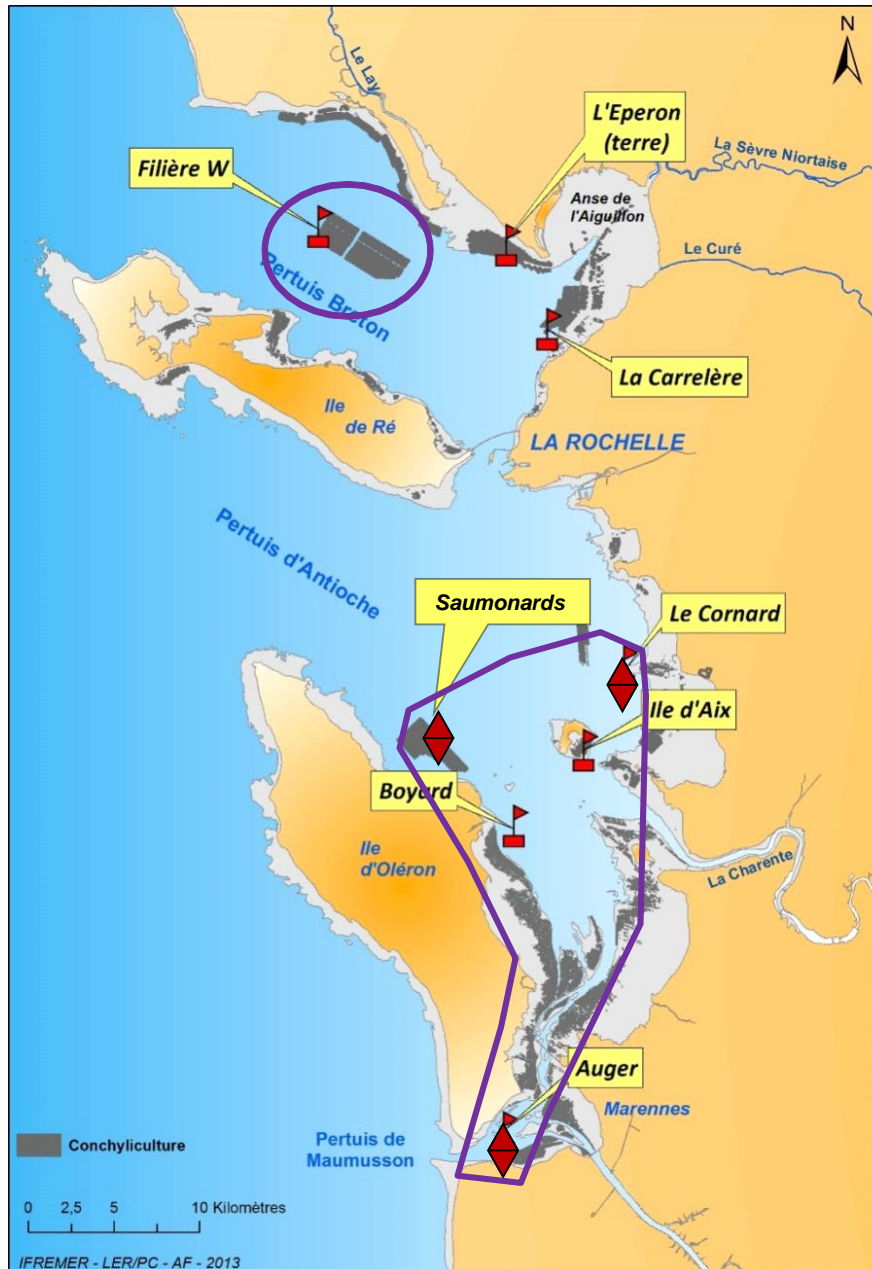 N
Le Lay
L'Eperon
(terre)
La Sèvre Niortaise
Filière W
Anse de
l'Aiguillon
Le Curé
Pertuis Breton
La Carrelère
Ile
de Ré
LA ROCHELLE
Pertuis d'Antioche
Saumonards
Le Cornard
Ile d'Aix
Boyard
Ile
d'Oléron
La Charente
Auger
Marennes
Conchyliculture
Pertuis de
Maumusson
0 2,5 5 10 Kilomètres
IFREMER - LER/PC - AF - 2013